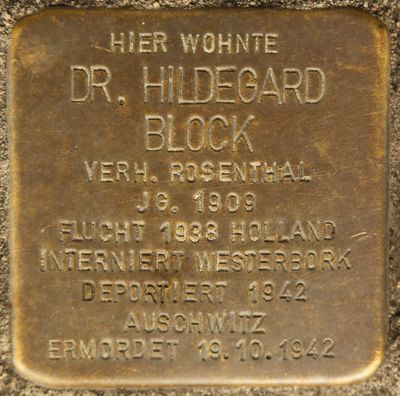 HIER WOHNTE
DR. HILDEGARD
BLOCK
VERH. ROSENTHAL
JG. 1909
FLUCHT 1938 HOLLAND
INTERNIERT WESTERBORK
DEPORTIERT 1942
AUSCHWITZ
ERMORDET 19.10.1942